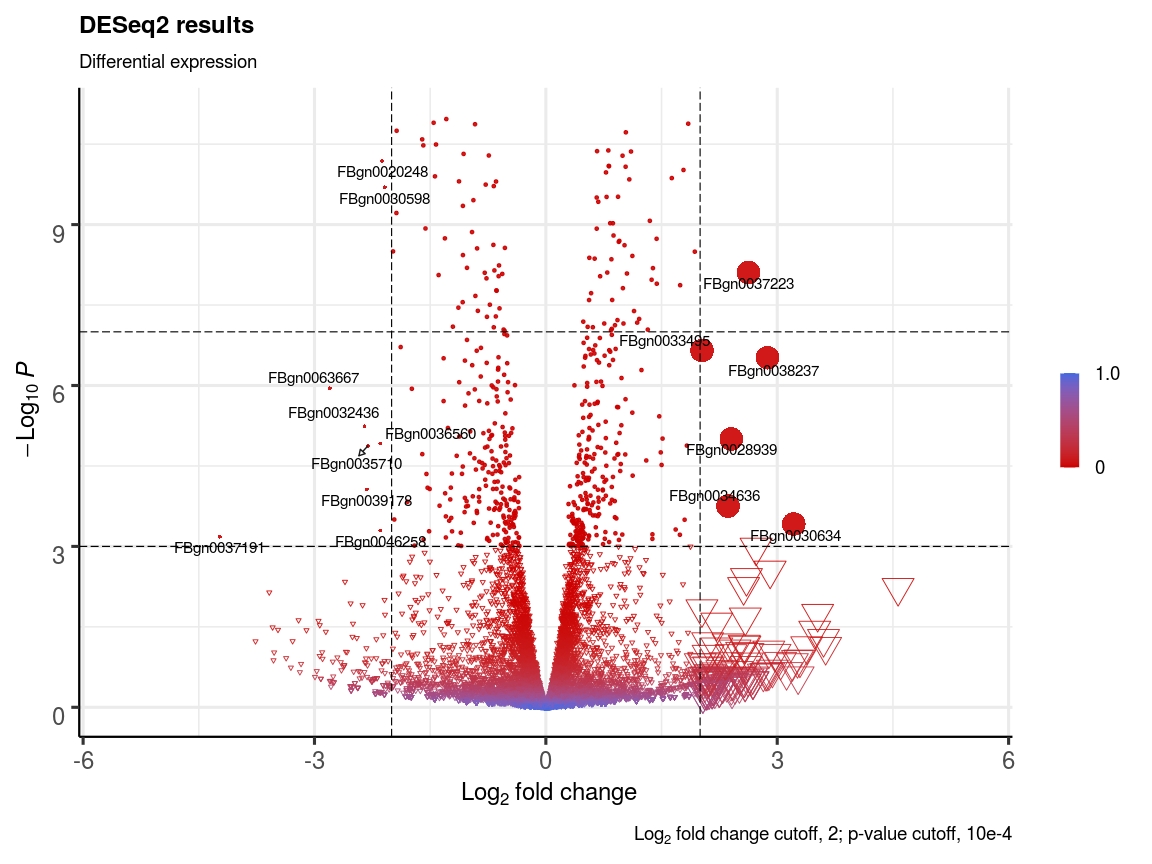 DESeq2 results
Differential expression
−Log10 P
9
6
3
0
FBgn0020248
FBgn0030598
FBgn0037223
FBgn0033495
FBgn0038237
FBgn0063667
FBgn0032436
FBgn0036560
FBgn0028939
FBgn0035710
FBgn0034636
FBgn0039178
FBgn0030634
FBgn0046258
FBgn0037191
1.0
0
-6
-3
0
3
6
Log2 fold change
Log2 fold change cutoff, 2; p-value cutoff, 10e-4